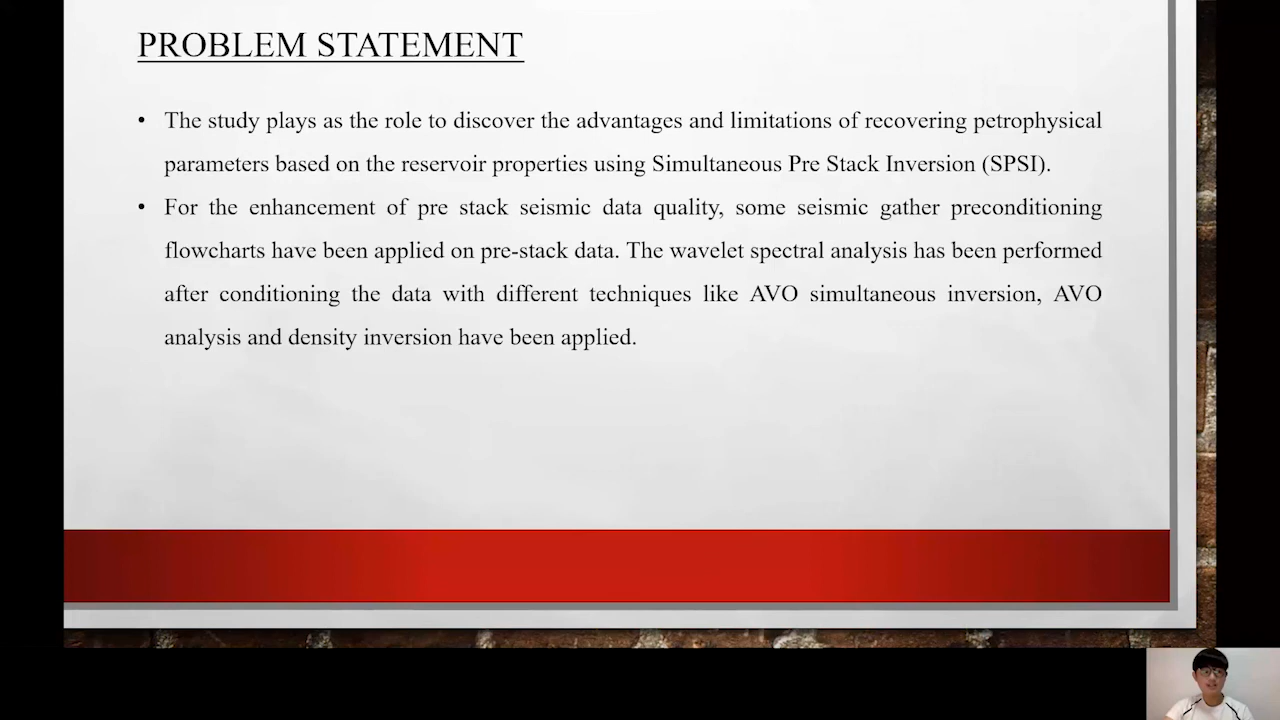 PROBLEM STATEMENT
• The study plays as the role to discover the advantages and limitations of recovering petrophysical
parameters based on the reservoir properties using Simultaneous Pre Stack Inversion (SPSI).
• For the enhancement of pre stack seismic data quality, some seismic gather preconditioning
flowcharts have been applied on pre-stack data. The wavelet spectral analysis has been performed
after conditioning the data with different techniques like AVO simultaneous inversion, AVO
analysis and density inversion have been applied.